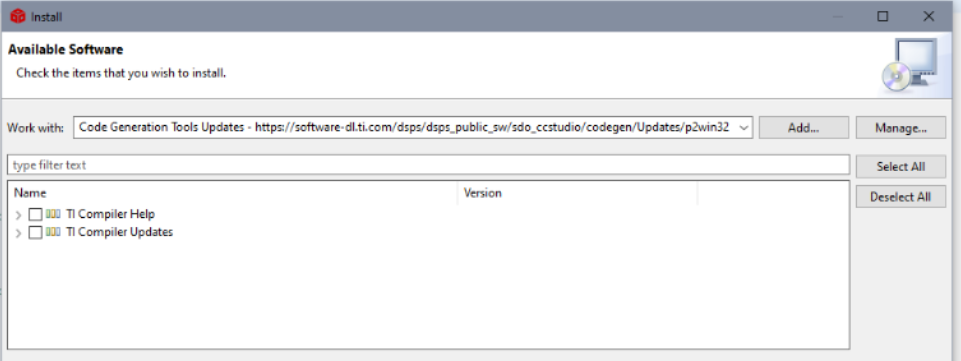 Install
Available Software
Check the items that you wish to install.
Work with: Code Generation Tools Updates - https://software-dl.ti.com/dsps/dsps_public_sw/sdo_ccstudio/codegen/Updates/p2win32 Add... Manage...
type filter text Select All
Name Version Deselect All
TI Compiler Help
TI Compiler Updates